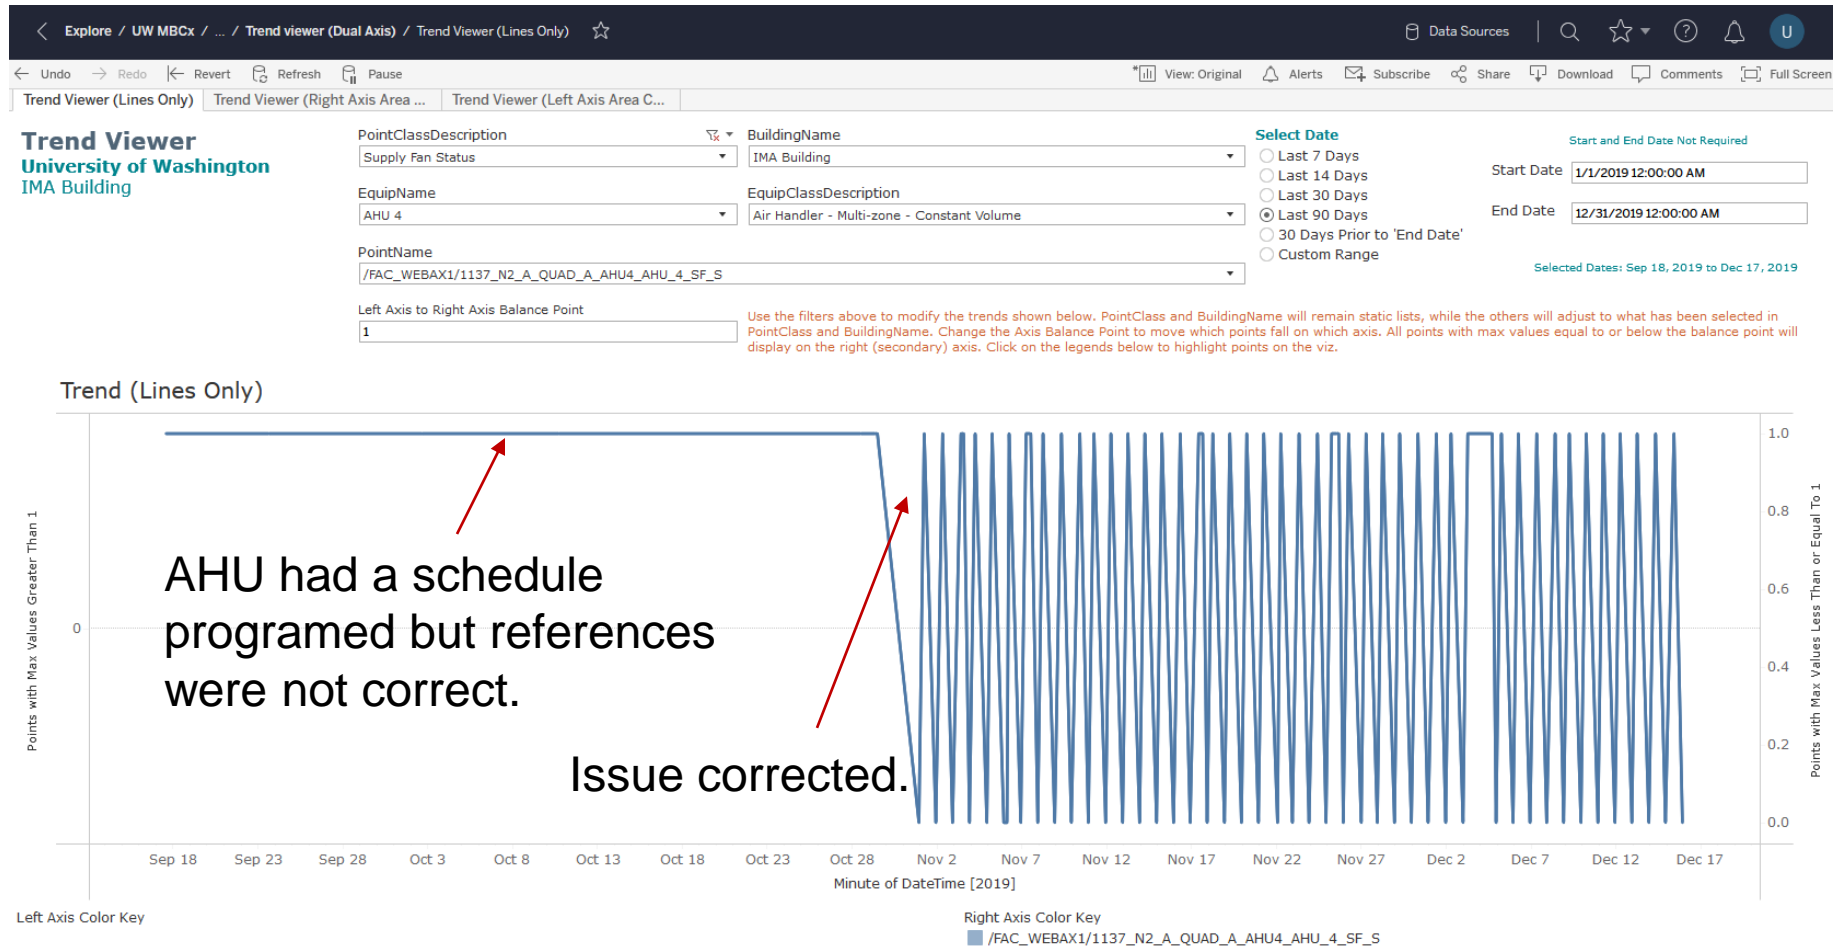 Explore / UW MBCx / ... / Trend viewer (Dual Axis) / Trend Viewer (Lines Only)
Data Sources
U
Undo Redo Revert Refresh Pause
View: Original Alerts Subscribe Share Download Comments Full Screen
Trend Viewer (Lines Only) Trend Viewer (Right Axis Area ... Trend Viewer (Left Axis Area C...
Trend Viewer
University of Washington
IMA Building
PointClassDescription
Supply Fan Status
BuildingName
IMA Building
EquipName
AHU 4
EquipClassDescription
Air Handler - Multi-zone - Constant Volume
PointName
/FAC_WEBAX1/1137_N2_A_QUAD_A_AHU4_AHU_4_SF_S
Left Axis to Right Axis Balance Point
1
Select Date
Last 7 Days
Last 14 Days
Last 30 Days
Last 90 Days
30 Days Prior to 'End Date'
Custom Range
Start and End Date Not Required
Start Date 1/1/2019 12:00:00 AM
End Date 12/31/2019 12:00:00 AM
Selected Dates: Sep 18, 2019 to Dec 17, 2019
Use the filters above to modify the trends shown below. PointClass and BuildingName will remain static lists, while the others will adjust to what has been selected in
PointClass and BuildingName. Change the Axis Balance Point to move which points fall on which axis. All points with max values equal to or below the balance point will
display on the right (secondary) axis. Click on the legends below to highlight points on the viz.
Trend (Lines Only)
Points with Max Values Greater Than 1
0
AHU had a schedule
programed but references
were not correct.
Issue corrected.
1.0
0.8
0.6
0.4
0.2
0.0
Points with Max Values Less Than or Equal To 1
Sep 18 Sep 23 Sep 28 Oct 3 Oct 8 Oct 13 Oct 18 Oct 23 Oct 28 Nov 2 Nov 7 Nov 12 Nov 17 Nov 22 Nov 27 Dec 2 Dec 7 Dec 12 Dec 17
Minute of DateTime [2019]
Left Axis Color Key
Right Axis Color Key
/FAC_WEBAX1/1137_N2_A_QUAD_A_AHU4_AHU_4_SF_S